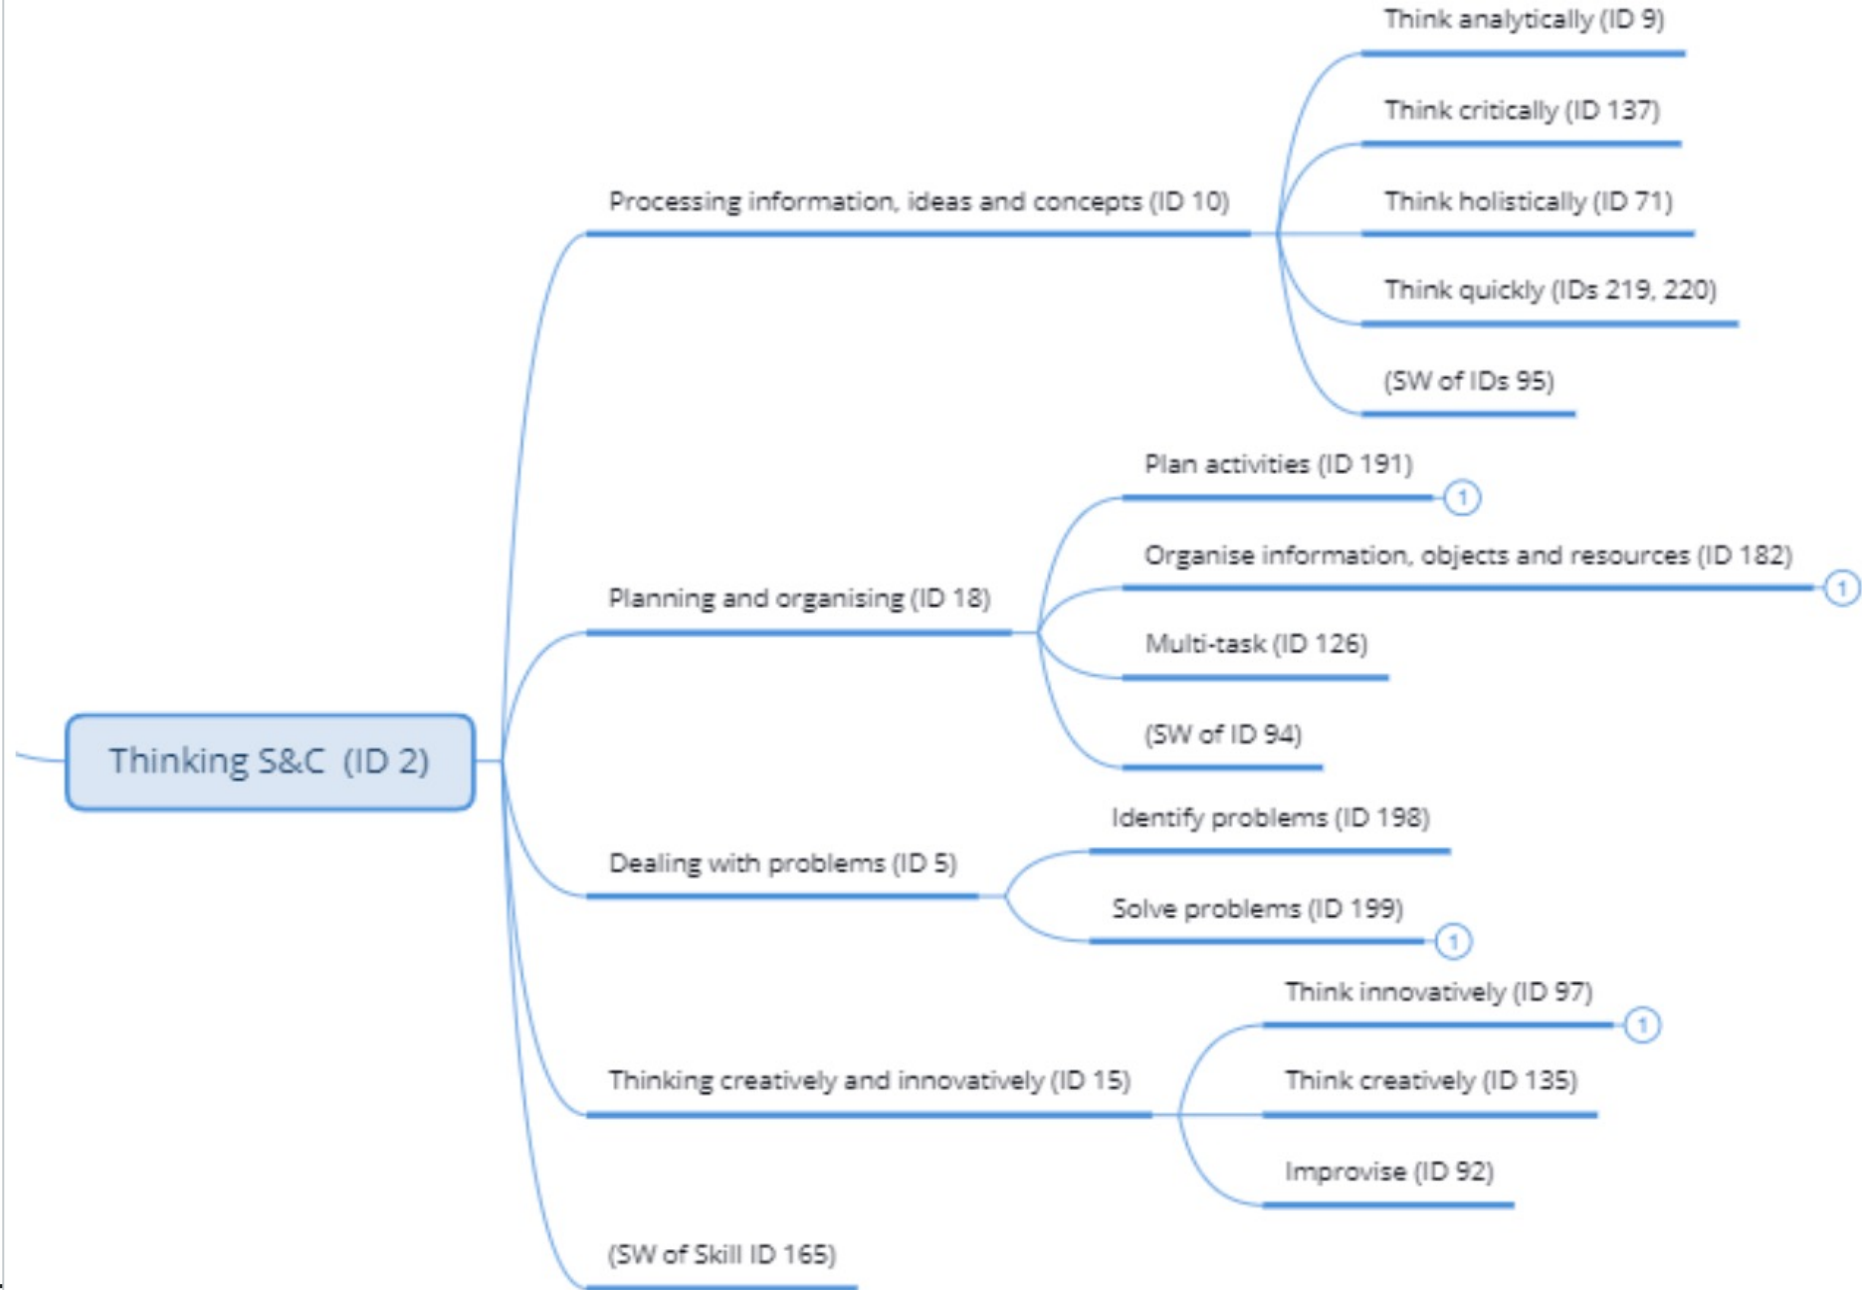 Think analytically (ID 9)
Think critically (ID 137)
Processing information, ideas and concepts (ID 10)
Think holistically (ID 71)
Think quickly (IDs 219, 220)
(SW of IDs 95)
Plan activities (ID 191)
1
Organise information, objects and resources (ID 182)
1
Planning and organising (ID 18)
Multi-task (ID 126)
(SW of ID 94)
Thinking S&C (ID 2)
Identify problems (ID 198)
Dealing with problems (ID 5)
Solve problems (ID 199)
1
Think innovatively (ID 97)
1
Thinking creatively and innovatively (ID 15)
Think creatively (ID 135)
Improvise (ID 92)
(SW of Skill ID 165)